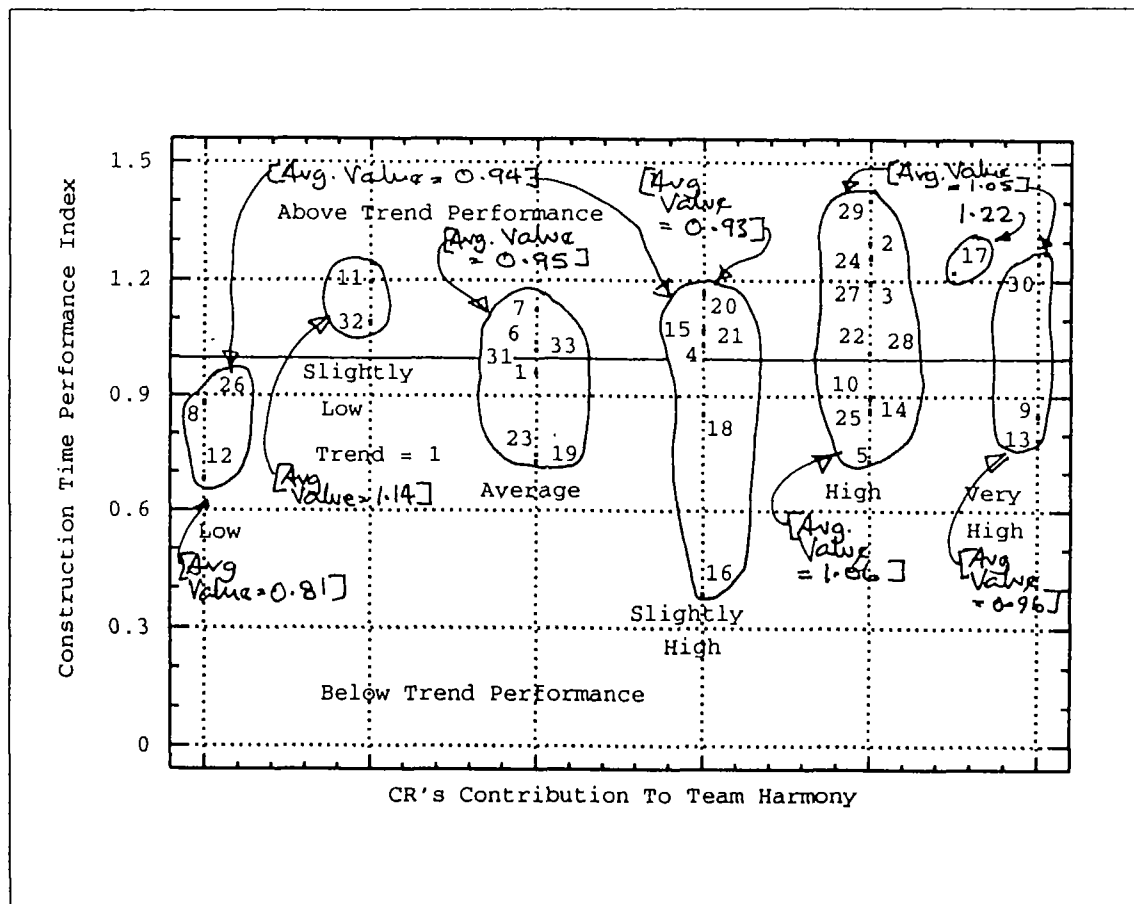 Construction Time Performance Index
1.5
1.2
0.9
0.6
0.3
0
[Avg. Value = 0.94]
Above Trend Performance
[Avg. Value
= 0.95]
[Avg
Value
= 0.93]
[Avg. Value
= 1.05]
1.22
29
2
17
24
30
11
27
3
7
20
32
15
6
21
22
28
31
33
4
1
26
10
8
25
14
9
12
23
19
18
5
13
16
Slightly
Low
Trend = 1
[Avg
Value = 1.14]
Average
Low
[Avg
Value = 0.81]
Slightly
High
High
[Avg.
Value
= 1.06]
Very
High
[Avg
Value
= 0.96]
Below Trend Performance
CR's Contribution To Team Harmony